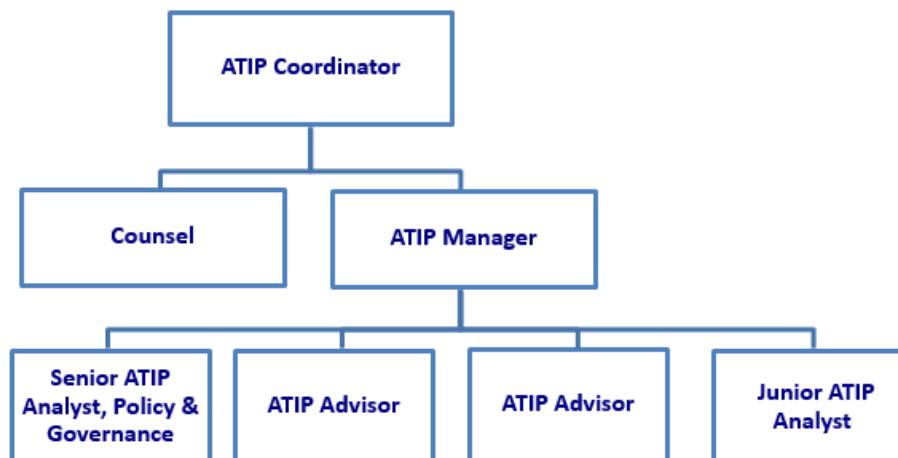 ATIP Coordinator
Counsel
ATIP Manager
Senior ATIP
Analyst, Policy &
Governance
ATIP Advisor
ATIP Advisor
Junior ATIP
Analyst